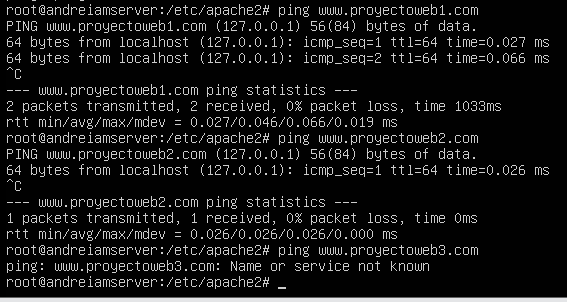 root@andreiamserver:/etc/apache2# ping www.proyectoweb1.com
PING www.proyectoweb1.com (127.0.0.1) 56(84) bytes of data.
64 bytes from localhost (127.0.0.1): icmp_seq=1 ttl=64 time=0.027 ms
64 bytes from localhost (127.0.0.1): icmp_seq=2 ttl=64 time=0.066 ms
^C
--- www.proyectoweb1.com ping statistics ---
2 packets transmitted, 2 received, 0% packet loss, time 1033ms
rtt min/avg/max/mdev = 0.027/0.046/0.066/0.019 ms
root@andreiamserver:/etc/apache2# ping www.proyectoweb2.com
PING www.proyectoweb2.com (127.0.0.1) 56(84) bytes of data.
64 bytes from localhost (127.0.0.1): icmp_seq=1 ttl=64 time=0.026 ms
^C
--- www.proyectoweb2.com ping statistics ---
1 packets transmitted, 1 received, 0% packet loss, time 0ms
rtt min/avg/max/mdev = 0.026/0.026/0.026/0.000 ms
root@andreiamserver:/etc/apache2# ping www.proyectoweb3.com
ping: www.proyectoweb3.com: Name or service not known
root@andreiamserver:/etc/apache2# _